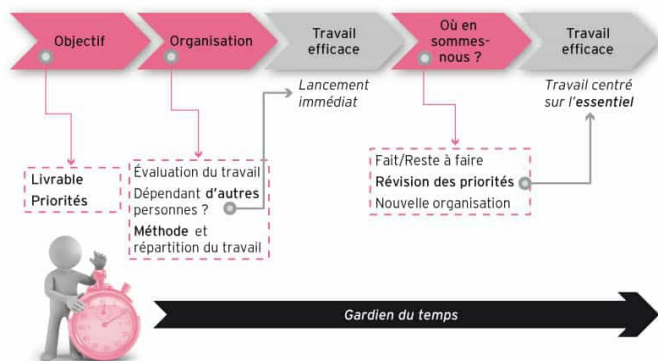 Objectif
Organisation
Travail
efficace
Où en
sommes-
nous ?
Travail
efficace
Lancement
immédiat
Travail centré
sur l'essentiel
Livrable
Priorités
Évaluation du travail
Dépendant d'autres
personnes ?
Méthode et
répartition du travail
Fait/Reste à faire
Révision des priorités
Nouvelle organisation
Gardien du temps